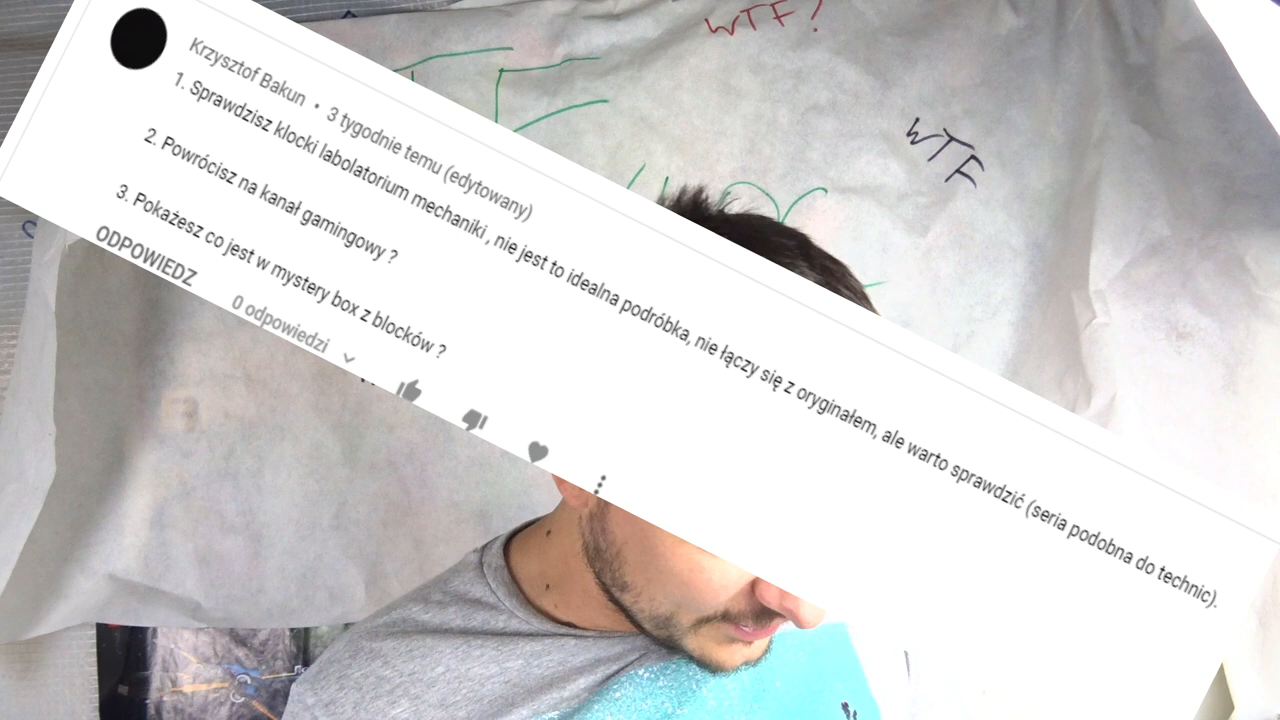 WTF?
WTF
Krzysztof Bakun • 3 tygodnie temu (edytowany)
1. Sprawdzisz klocki labolatorium mechaniki , nie jest to idealna podróbka, nie łączy się z oryginałem, ale warto sprawdzić (seria podobna do technic).
2. Powrócisz na kanał gamingowy ?
3. Pokażesz co jest w mystery box z blocków ?
ODPOWIEDZ
0 odpowiedzi